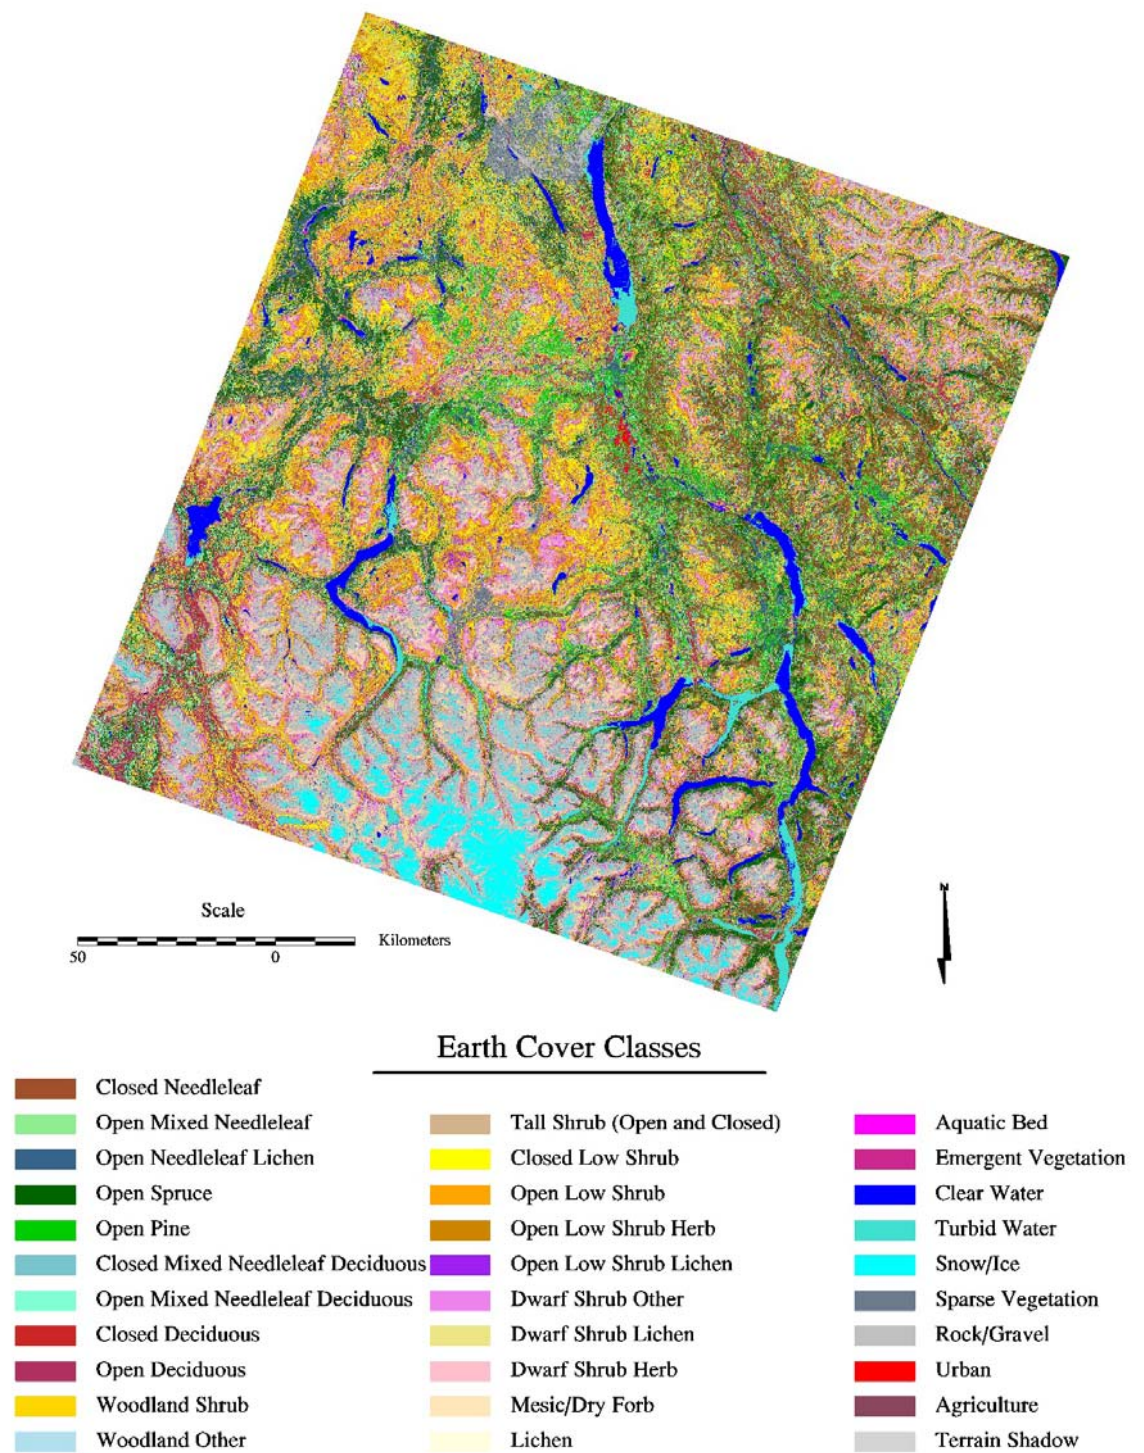 N
Scale
Kilometers
50 0
Earth Cover Classes
Closed Needleleaf
Open Mixed Needleleaf
Open Needleleaf Lichen
Open Spruce
Open Pine
Closed Mixed Needleleaf Deciduous
Open Mixed Needleleaf Deciduous
Closed Deciduous
Open Deciduous
Woodland Shrub
Woodland Other
Tall Shrub (Open and Closed)
Closed Low Shrub
Open Low Shrub
Open Low Shrub Herb
Open Low Shrub Lichen
Dwarf Shrub Other
Dwarf Shrub Lichen
Dwarf Shrub Herb
Mesic/Dry Forb
Lichen
Aquatic Bed
Emergent Vegetation
Clear Water
Turbid Water
Snow/Ice
Sparse Vegetation
Rock/Gravel
Urban
Agriculture
Terrain Shadow